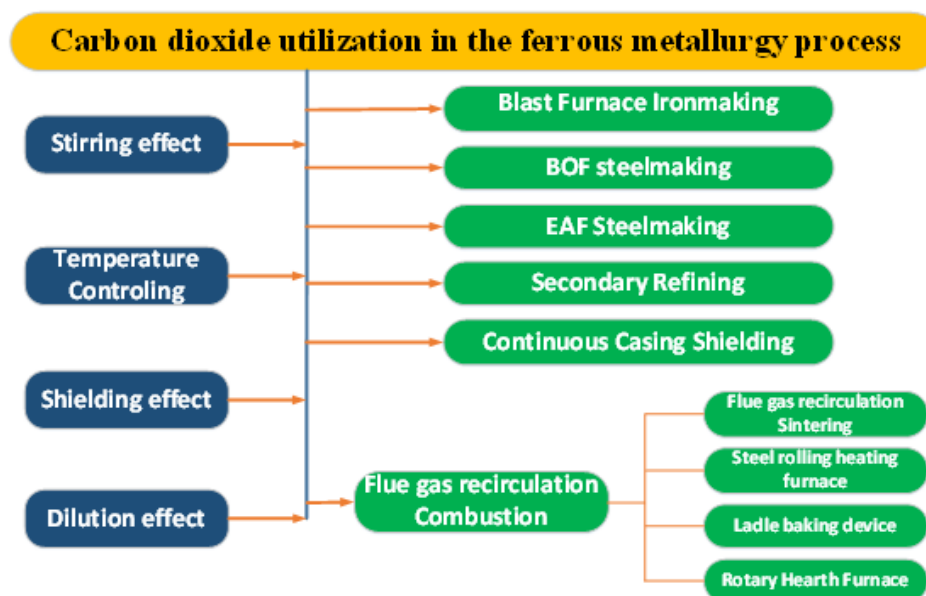 Carbon dioxide utilization in the ferrous metallurgy process
Stirring effect
Temperature
Controling
Shielding effect
Dilution effect
Blast Furnace Ironmaking
BOF steelmaking
EAF Steelmaking
Secondary Refining
Continuous Casing Shielding
Flue gas recirculation
Combustion
Flue gas recirculation
Sintering
Steel rolling heating
furnace
Ladle baking device
Rotary Hearth Furnace